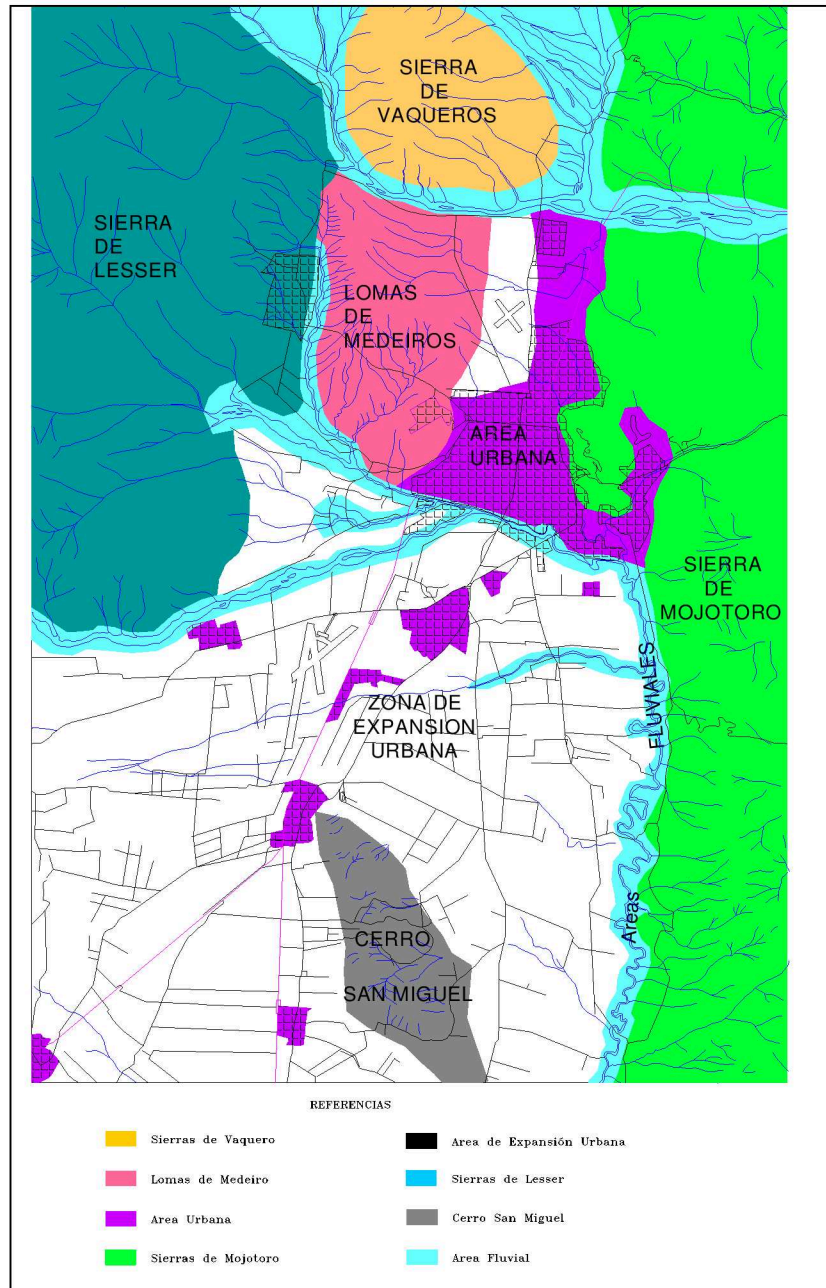 SIERRA
DE
VAQUEROS
SIERRA
DE
LESSER
LOMAS
DE
MEDEIROS
AREA
URBANA
SIERRA
DE
MOJOTORO
ZONA DE
EXPANSION
URBANA
Areas FLUVIALES
CERRO
SAN MIGUEL
REFERENCIAS
Sierras de Vaquero
Lomas de Medeiro
Area Urbana
Sierras de Mojotoro
Area de Expansión Urbana
Sierras de Lesser
Cerro San Miguel
Area Fluvial